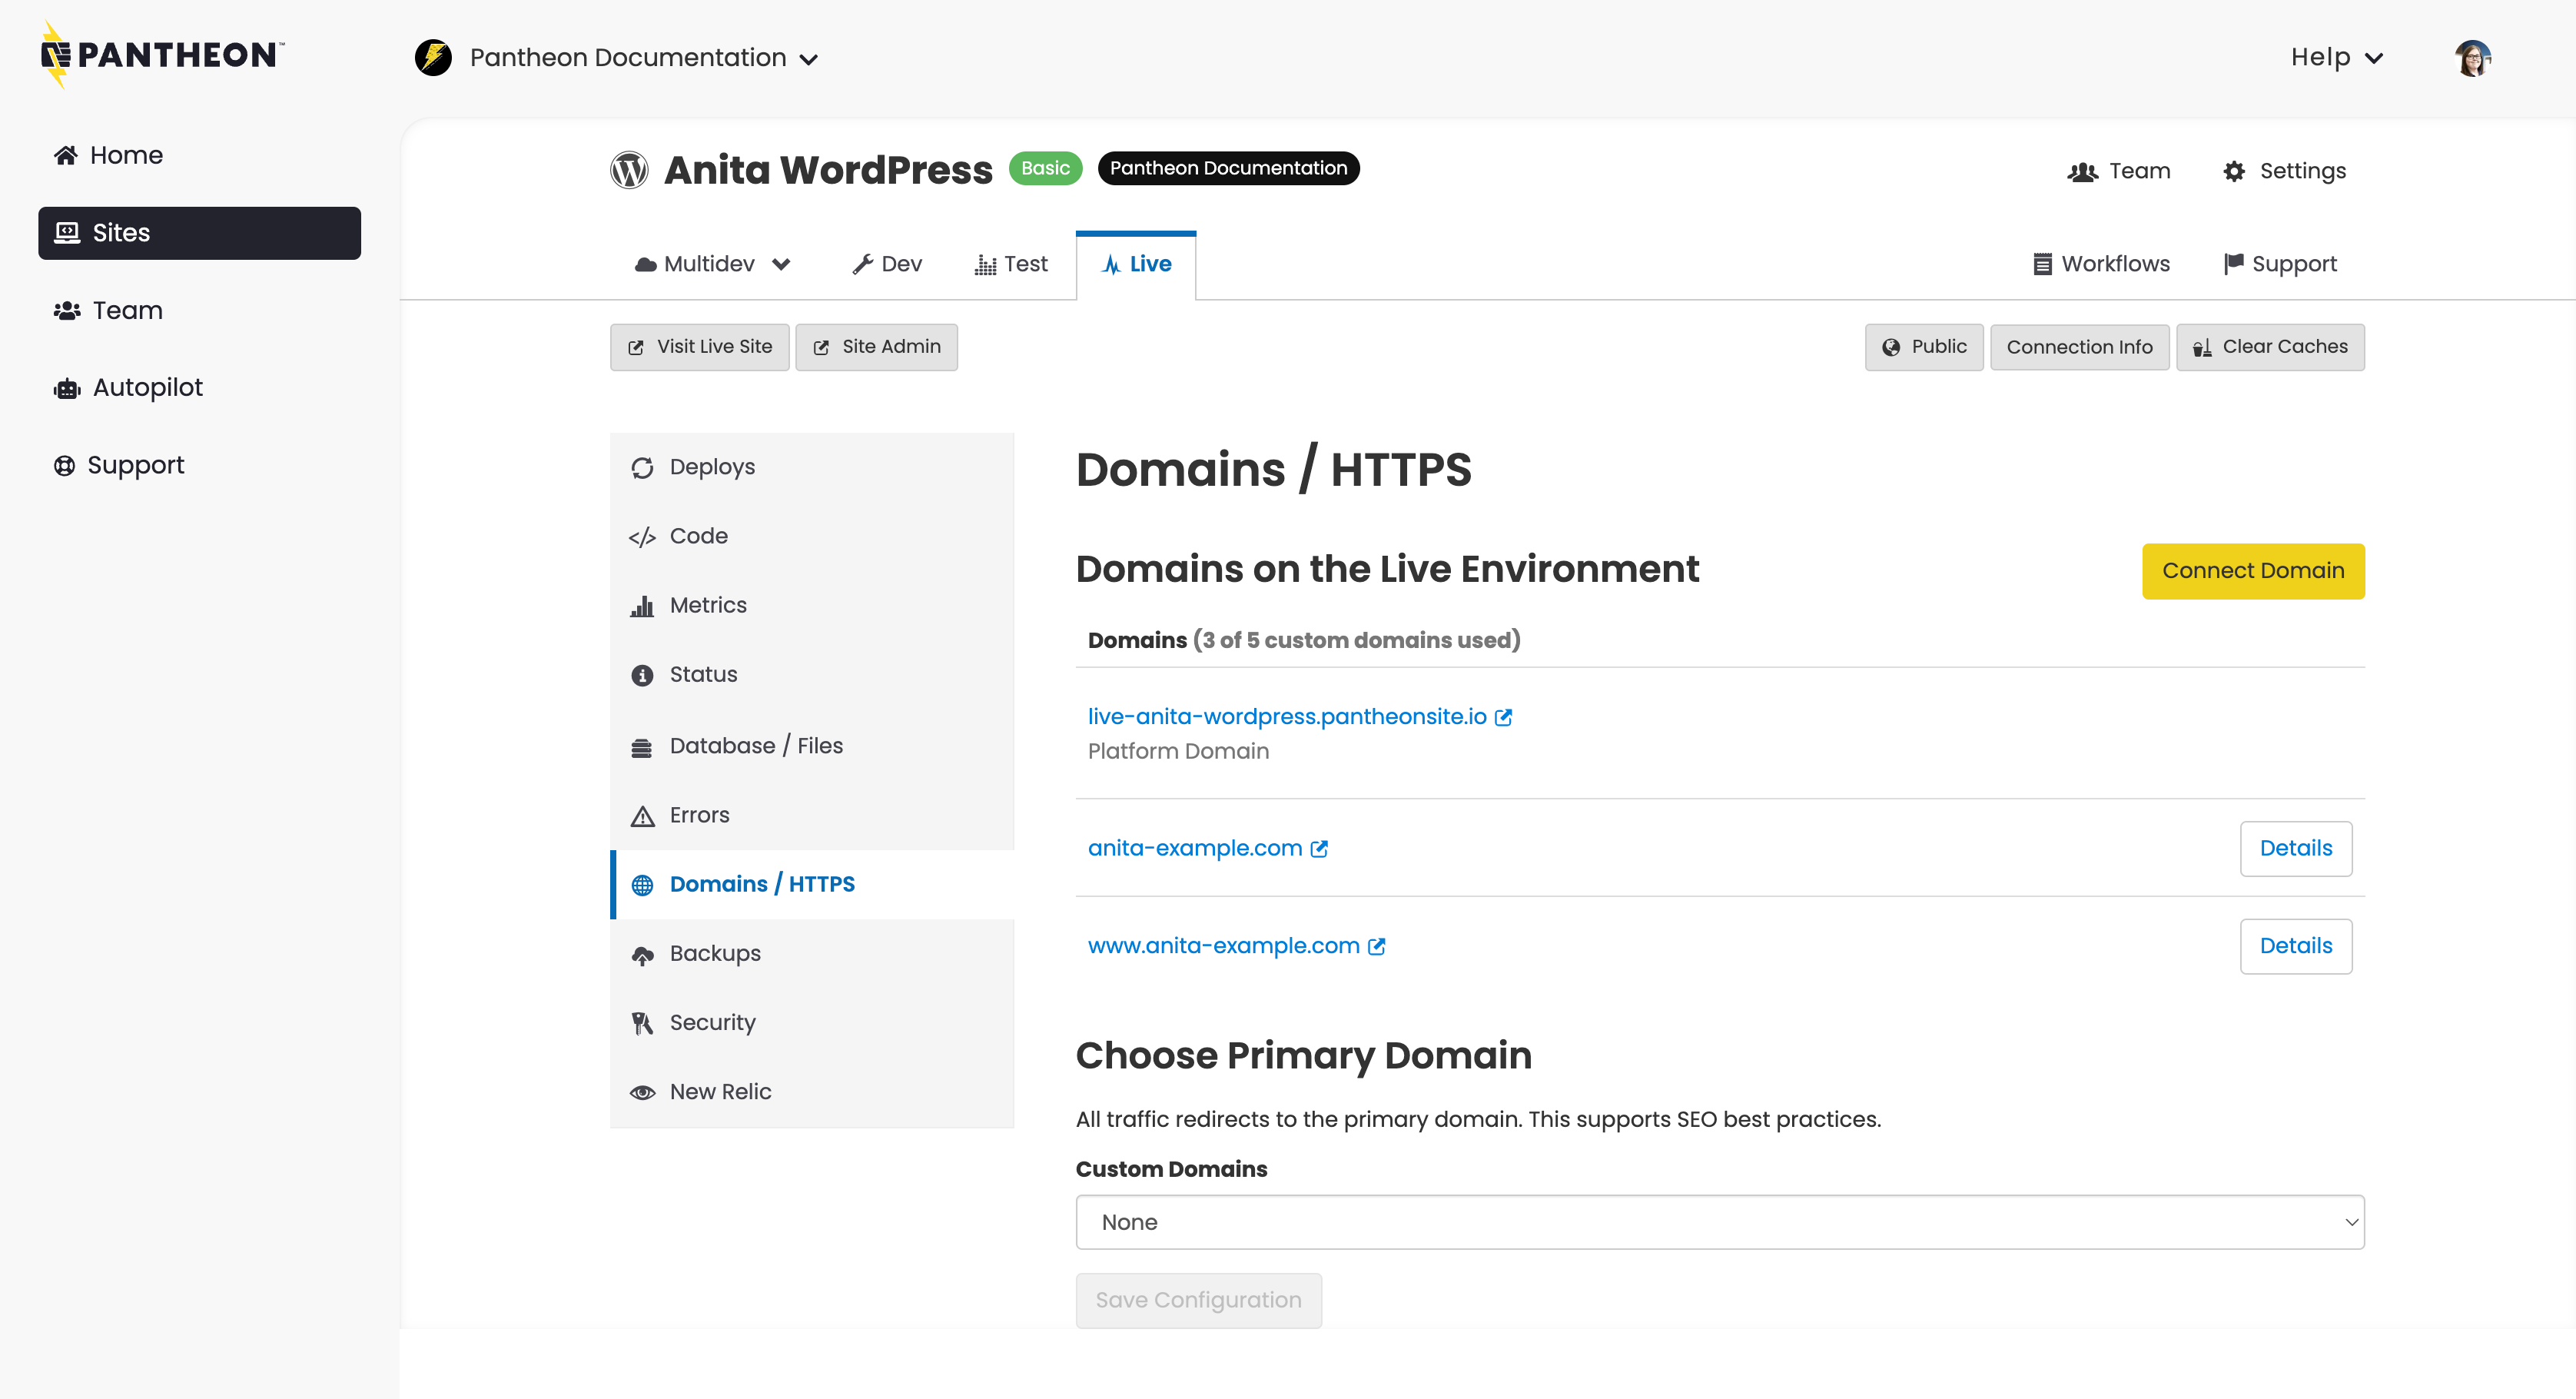 PANTHEON™
Pantheon Documentation
Help
Home
Sites
Team
Autopilot
Support
Anita WordPress Basic Pantheon Documentation
Team Settings
Multidev Dev Test Live
Workflows Support
Visit Live Site Site Admin
Public Connection Info Clear Caches
Deploys
Code
Metrics
Status
Database / Files
Errors
Domains / HTTPS
Backups
Security
New Relic
Domains / HTTPS
Domains on the Live Environment
Connect Domain
Domains (3 of 5 custom domains used)
live-anita-wordpress.pantheonsite.io
Platform Domain
anita-example.com
Details
www.anita-example.com
Details
Choose Primary Domain
All traffic redirects to the primary domain. This supports SEO best practices.
Custom Domains
None
Save Configuration